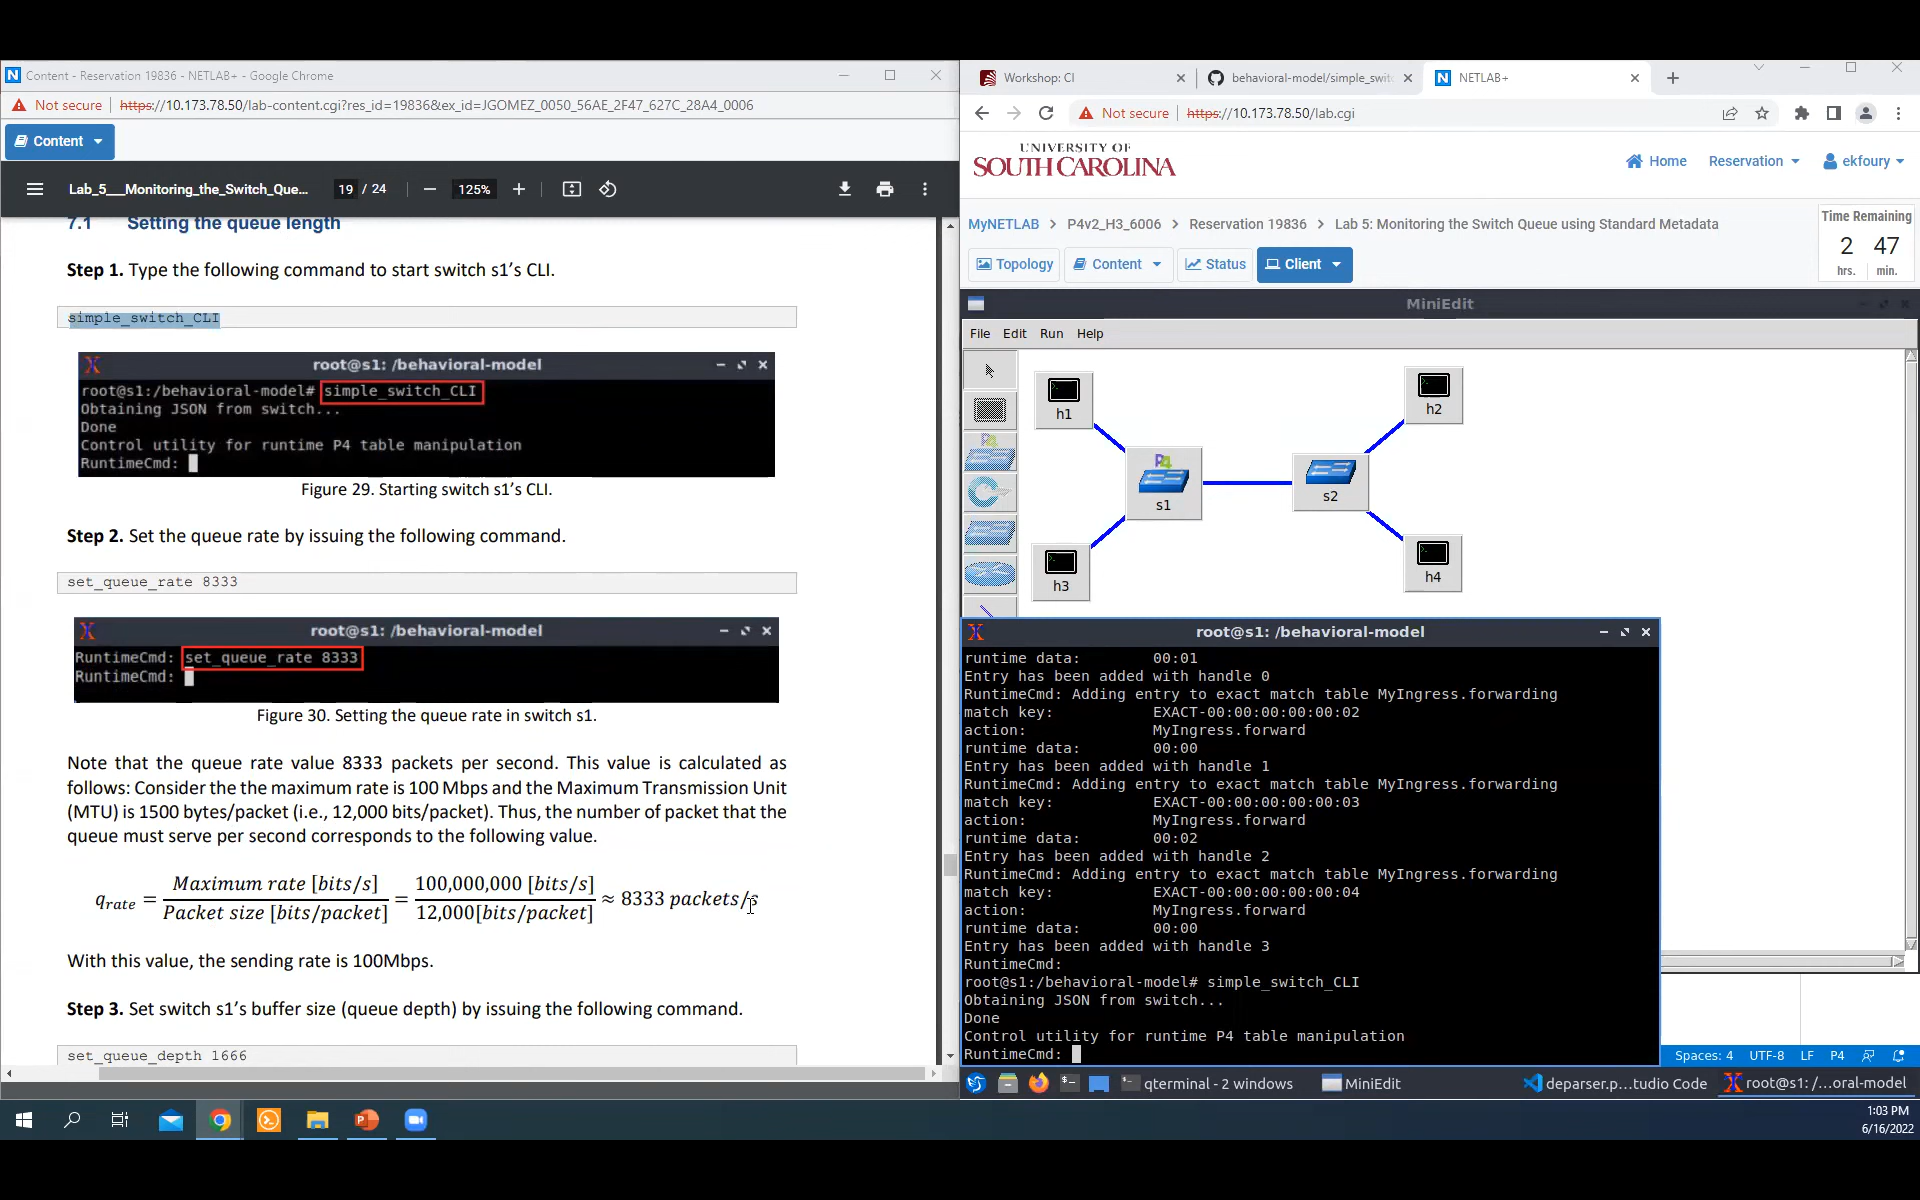 Content - Reservation 19836 - NETLAB+ - Google Chrome
Not secure | https://10.173.78.50/lab-content.cgi?res_id=19836&ex_id=JGOMEZ_0050_56AE_2F47_627C_28A4_0006
Content
Lab_5___Monitoring_the_Switch_Que... 19 / 24 125%
7.1 Setting the queue length
Step 1. Type the following command to start switch s1's CLI.
simple_switch_CLI
root@s1: /behavioral-model
root@s1:/behavioral-model# simple_switch_CLI
Obtaining JSON from switch...
Done
Control utility for runtime P4 table manipulation
RuntimeCmd:
Figure 29. Starting switch s1's CLI.
Step 2. Set the queue rate by issuing the following command.
set_queue_rate 8333
root@s1: /behavioral-model
RuntimeCmd: set_queue_rate 8333
RuntimeCmd:
Figure 30. Setting the queue rate in switch s1.
Note that the queue rate value 8333 packets per second. This value is calculated as
follows: Consider the the maximum rate is 100 Mbps and the Maximum Transmission Unit
(MTU) is 1500 bytes/packet (i.e., 12,000 bits/packet). Thus, the number of packet that the
queue must serve per second corresponds to the following value.
q_rate = Maximum rate [bits/s] / Packet size [bits/packet] = 100,000,000 [bits/s] / 12,000[bits/packet] ≈ 8333 packets/s
With this value, the sending rate is 100Mbps.
Step 3. Set switch s1's buffer size (queue depth) by issuing the following command.
set_queue_depth 1666
Workshop: CI
behavioral-model/simple_swit
NETLAB+
Not secure | https://10.173.78.50/lab.cgi
UNIVERSITY OF
SOUTH CAROLINA
Home
Reservation
ekfoury
MyNETLAB > P4v2_H3_6006 > Reservation 19836 > Lab 5: Monitoring the Switch Queue using Standard Metadata
Time Remaining
2 47
hrs. min.
Topology
Content
Status
Client
MiniEdit
File Edit Run Help
h1
h2
P4
s1
s2
h3
h4
P4
root@s1: /behavioral-model
runtime data: 00:01
Entry has been added with handle 0
RuntimeCmd: Adding entry to exact match table MyIngress.forwarding
match key: EXACT-00:00:00:00:00:02
action: MyIngress.forward
runtime data: 00:00
Entry has been added with handle 1
RuntimeCmd: Adding entry to exact match table MyIngress.forwarding
match key: EXACT-00:00:00:00:00:03
action: MyIngress.forward
runtime data: 00:02
Entry has been added with handle 2
RuntimeCmd: Adding entry to exact match table MyIngress.forwarding
match key: EXACT-00:00:00:00:00:04
action: MyIngress.forward
runtime data: 00:00
Entry has been added with handle 3
RuntimeCmd:
root@s1:/behavioral-model# simple_switch_CLI
Obtaining JSON from switch...
Done
Control utility for runtime P4 table manipulation
RuntimeCmd:
Spaces: 4 UTF-8 LF P4
qterminal - 2 windows
MiniEdit
deparser.p...tudio Code
root@s1: /...oral-model
1:03 PM
6/16/2022